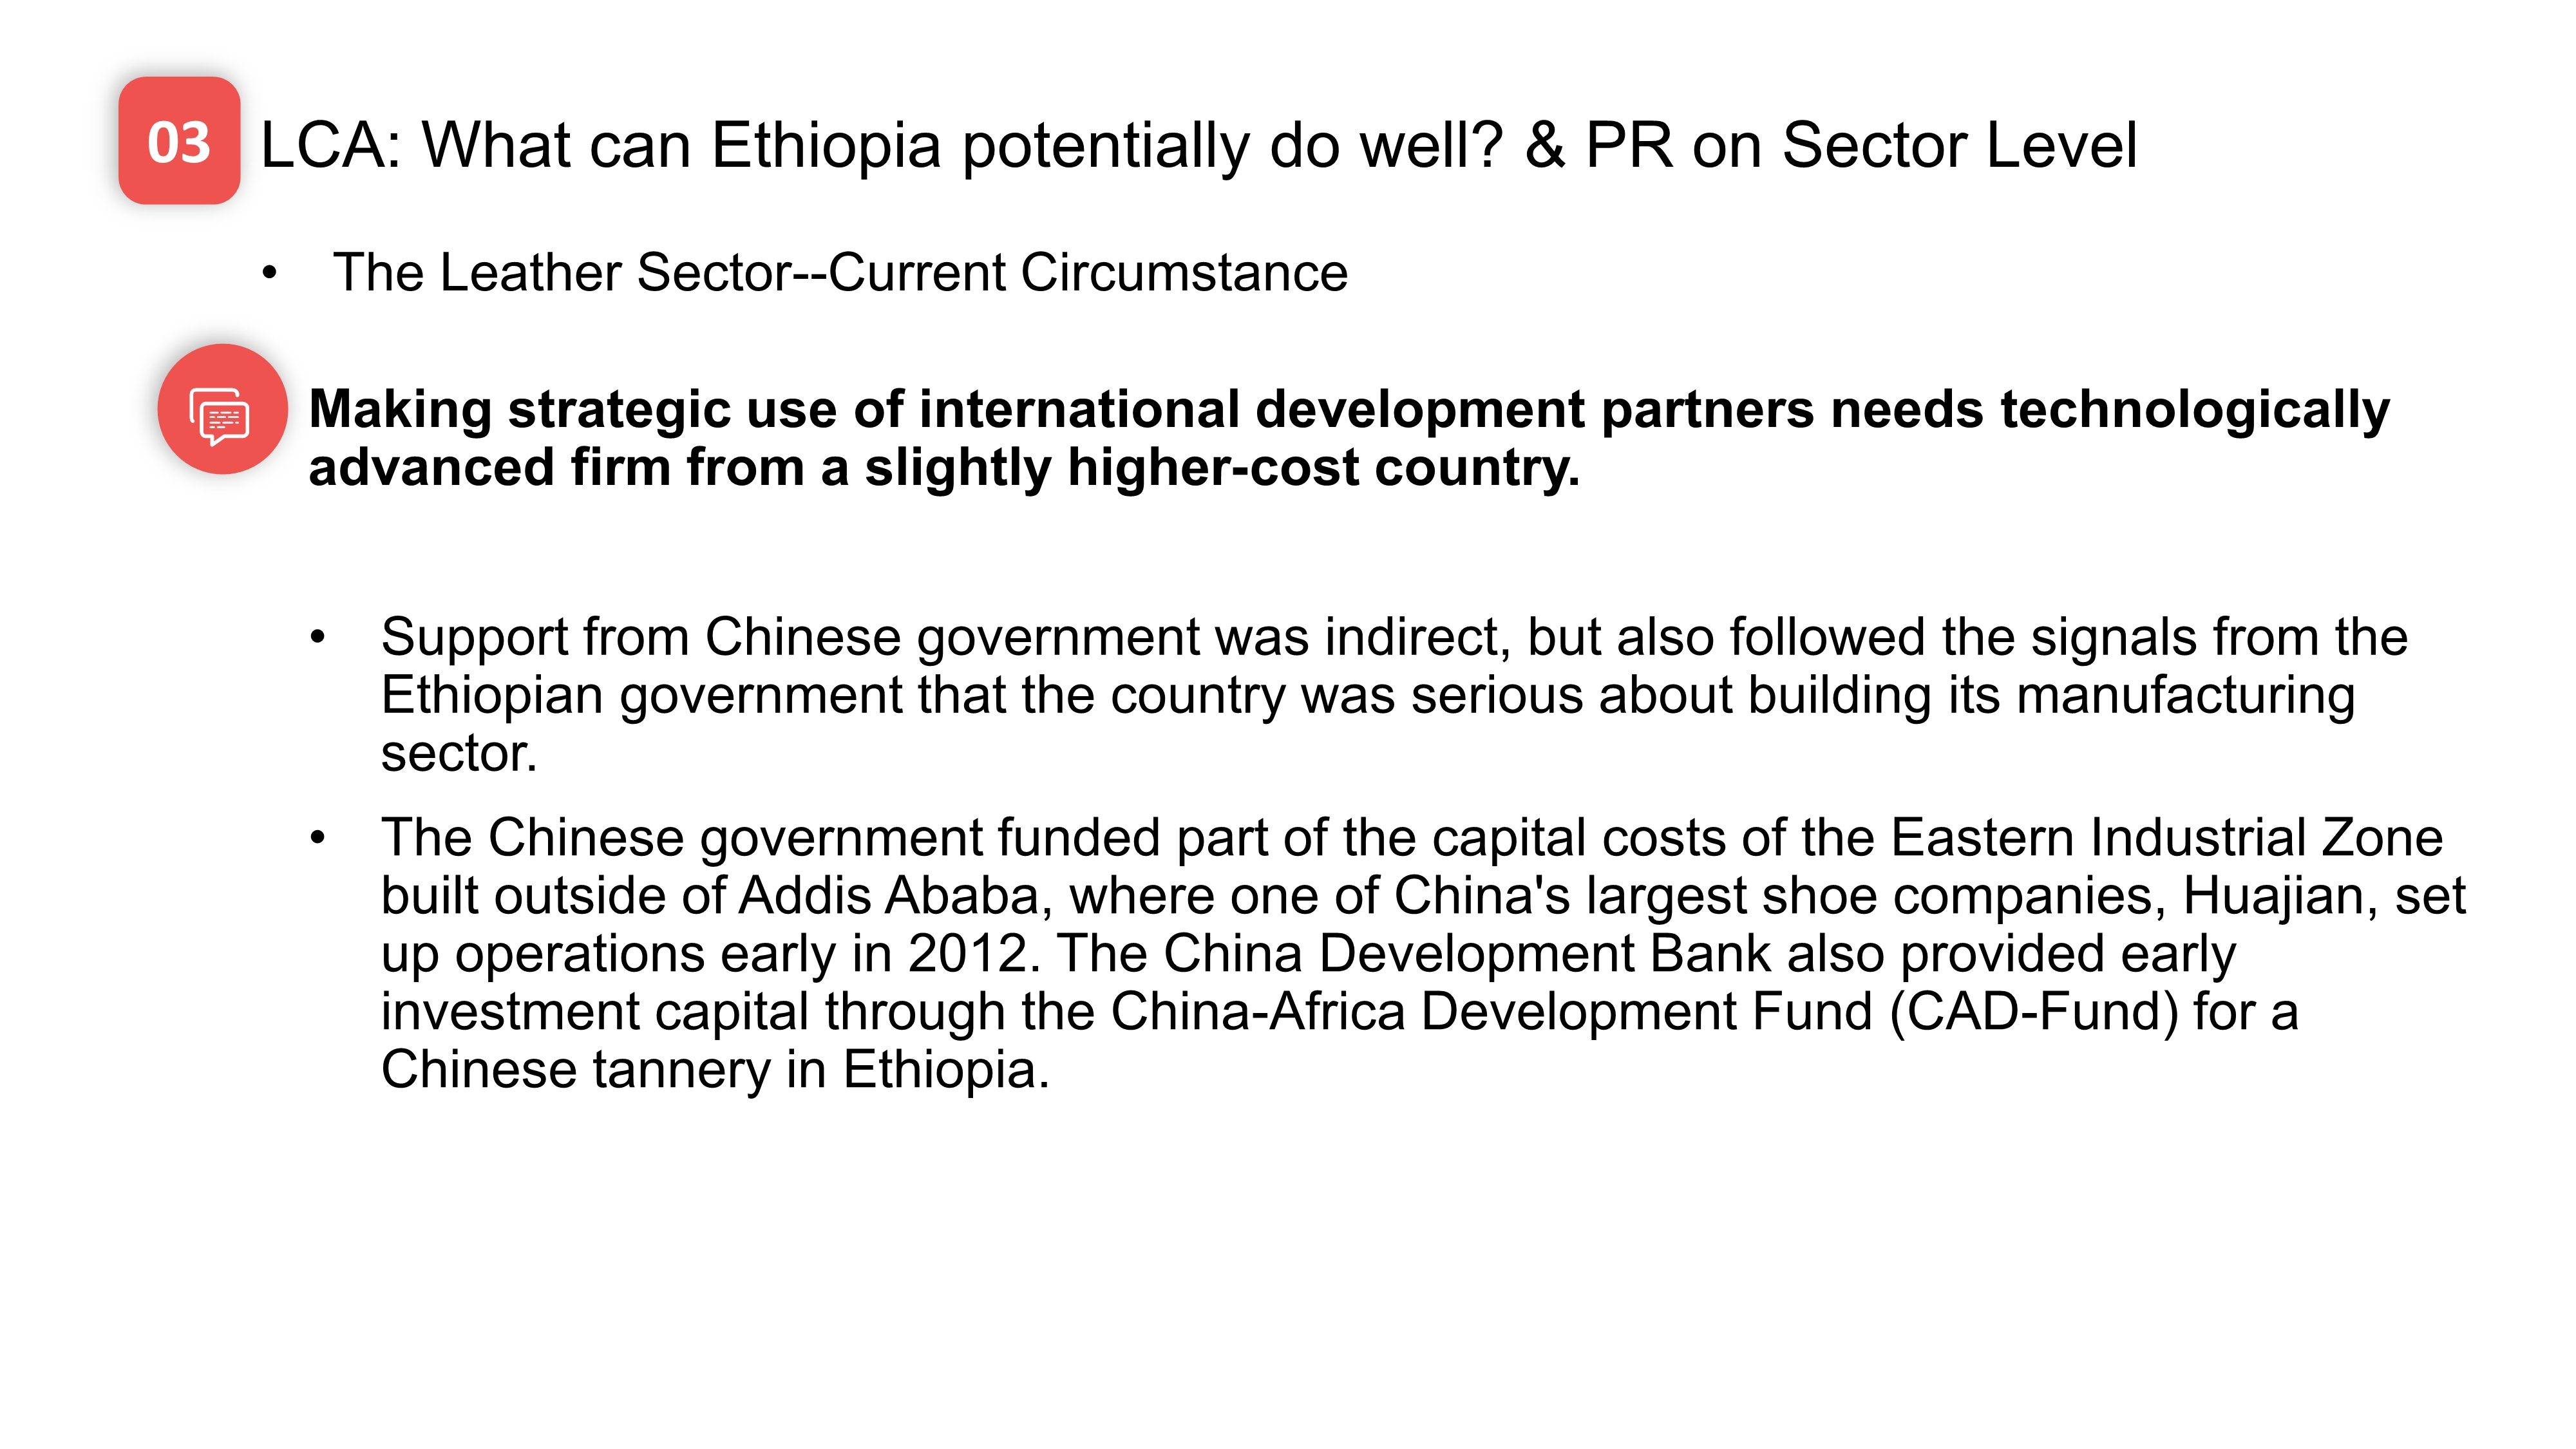 03
LCA: What can Ethiopia potentially do well? & PR on Sector Level
• The Leather Sector--Current Circumstance
Making strategic use of international development partners needs technologically
advanced firm from a slightly higher-cost country.
• Support from Chinese government was indirect, but also followed the signals from the
Ethiopian government that the country was serious about building its manufacturing
sector.
• The Chinese government funded part of the capital costs of the Eastern Industrial Zone
built outside of Addis Ababa, where one of China's largest shoe companies, Huajian, set
up operations early in 2012. The China Development Bank also provided early
investment capital through the China-Africa Development Fund (CAD-Fund) for a
Chinese tannery in Ethiopia.